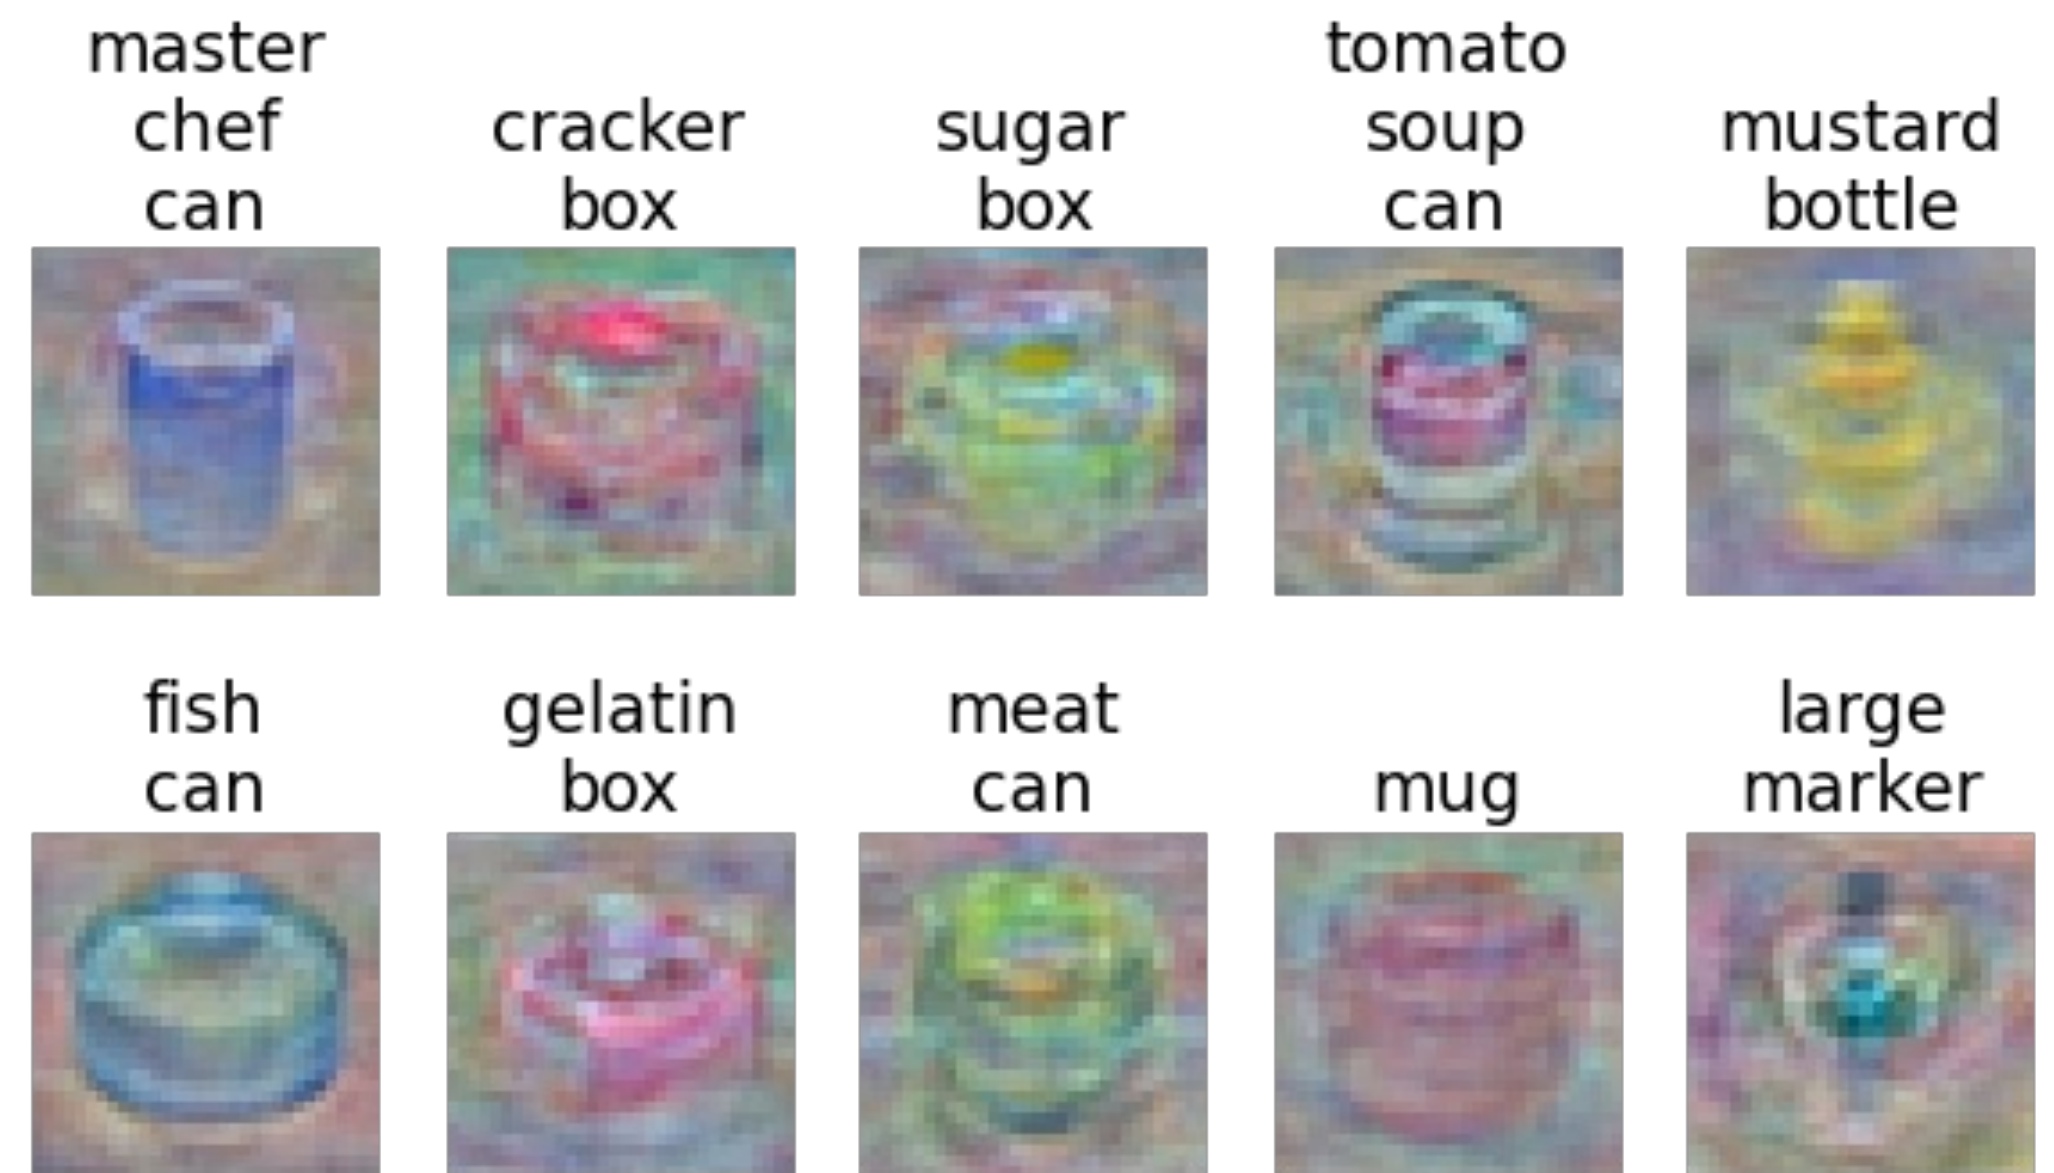 master
chef
can
cracker
box
sugar
box
tomato
soup
can
mustard
bottle
fish
can
gelatin
box
meat
can
mug
large
marker